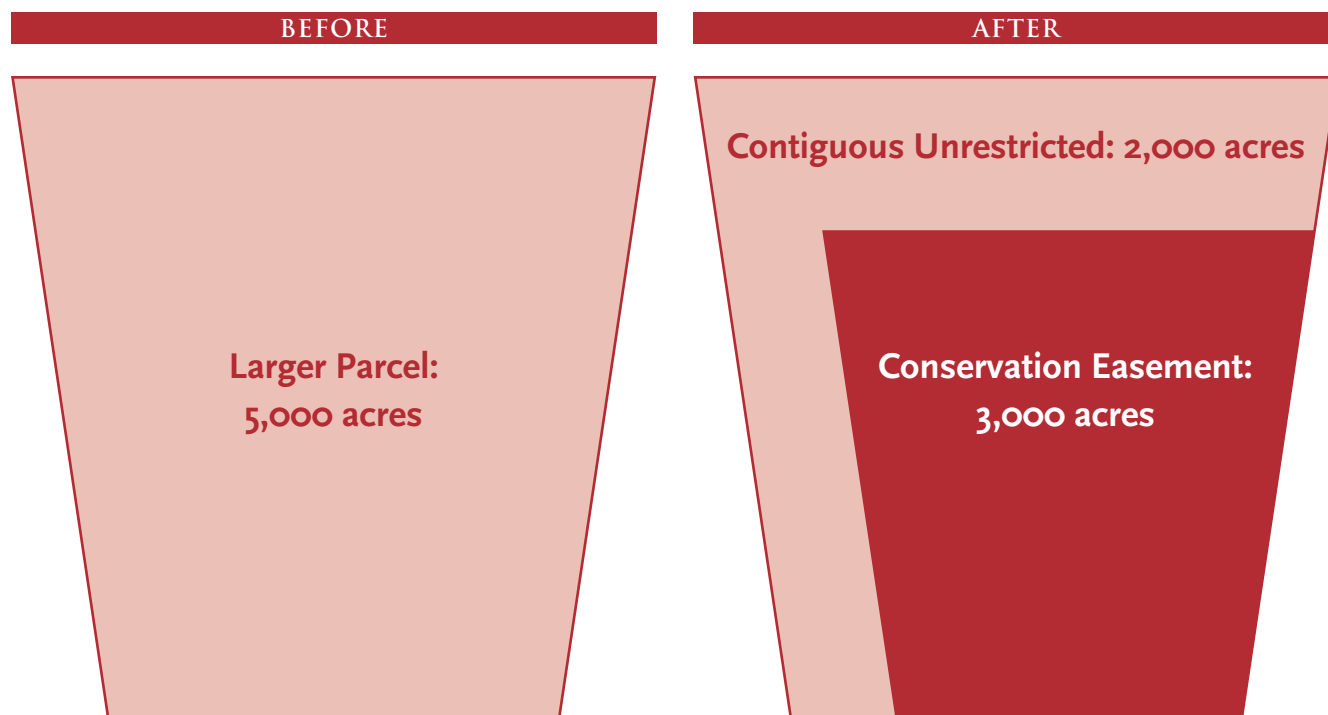 BEFORE
AFTER
Contiguous Unrestricted: 2,000 acres
Larger Parcel:
5,000 acres
Conservation Easement:
3,000 acres